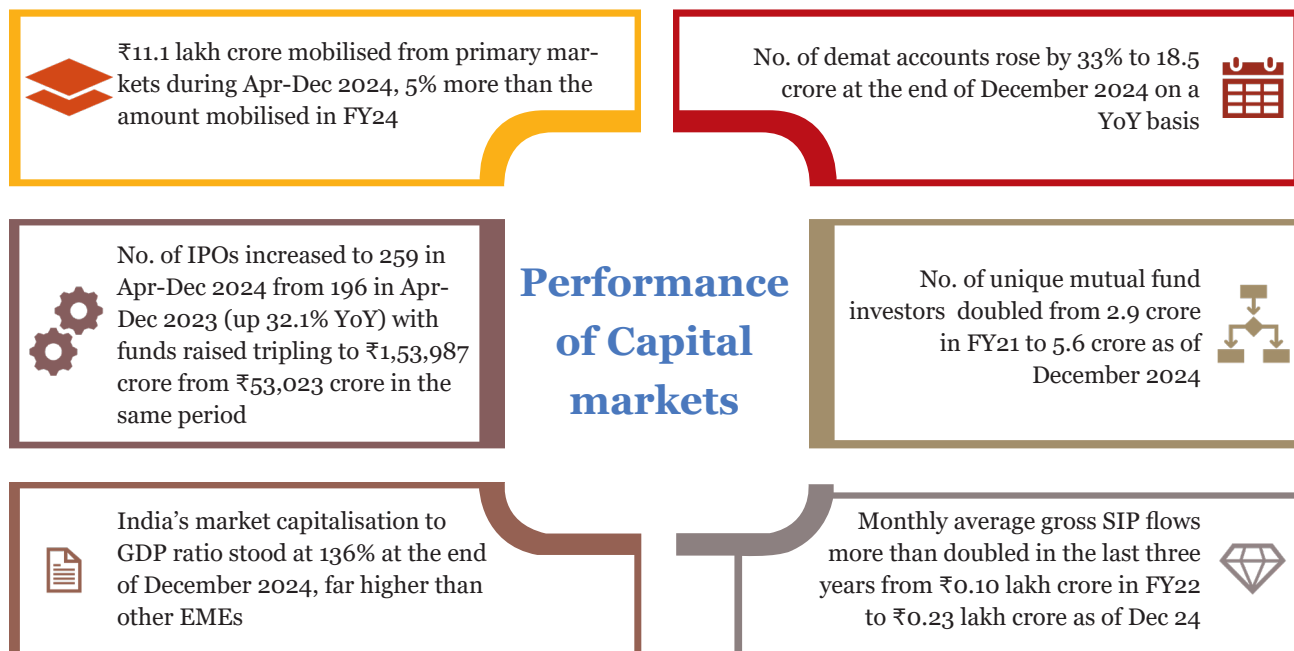 ₹11.1 lakh crore mobilised from primary mar-
kets during Apr-Dec 2024, 5% more than the
amount mobilised in FY24
No. of demat accounts rose by 33% to 18.5
crore at the end of December 2024 on a
YoY basis
No. of IPOs increased to 259 in
Apr-Dec 2024 from 196 in Apr-
Dec 2023 (up 32.1% YoY) with
funds raised tripling to ₹1,53,987
crore from ₹53,023 crore in the
same period
Performance
of Capital
markets
No. of unique mutual fund
investors doubled from 2.9 crore
in FY21 to 5.6 crore as of
December 2024
India’s market capitalisation to
GDP ratio stood at 136% at the end
of December 2024, far higher than
other EMEs
Monthly average gross SIP flows
more than doubled in the last three
years from ₹0.10 lakh crore in FY22
to ₹0.23 lakh crore as of Dec 24